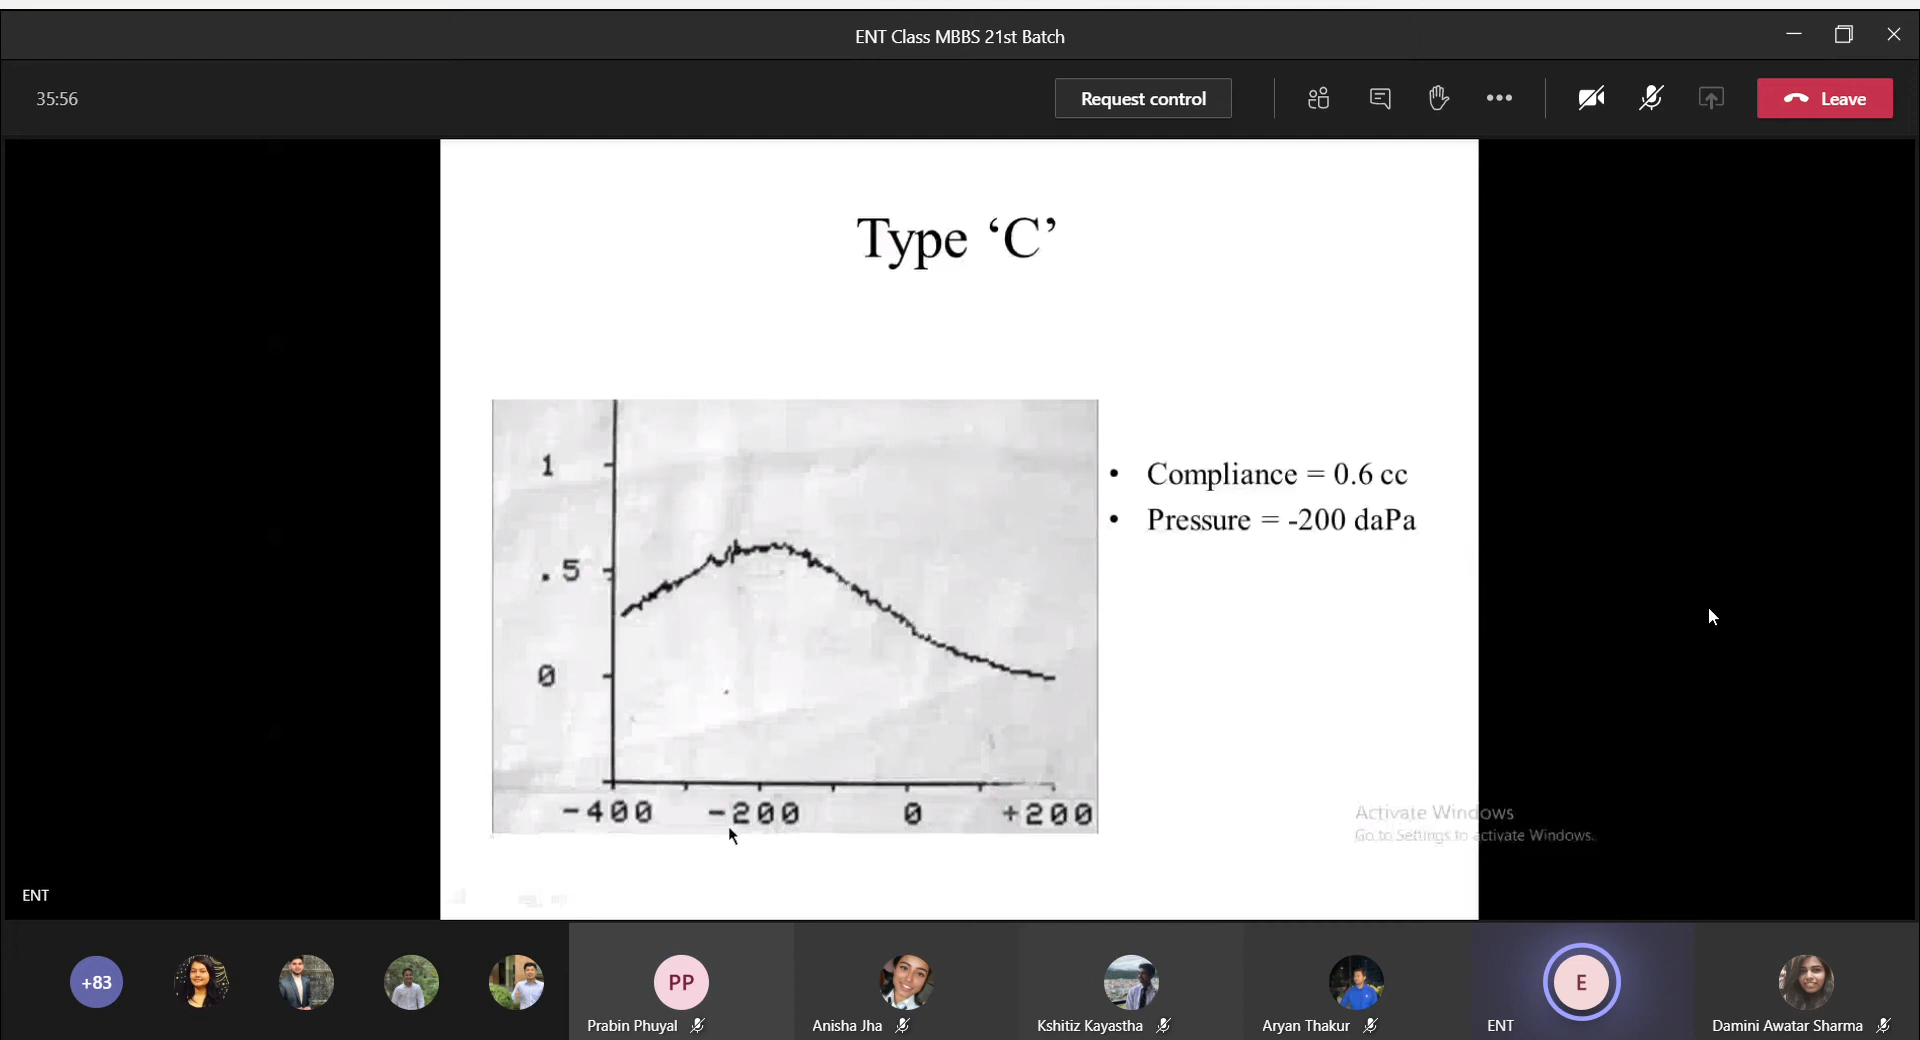 ENT Class MBBS 21st Batch
35:56
Request control
Leave
Type ‘C’
1
.5
0
-400 -200 0 +200
• Compliance = 0.6 cc
• Pressure = -200 daPa
Activate Windows
Go to Settings to activate Windows.
ENT
+83
PP
Prabin Phuyal
Anisha Jha
Kshitiz Kayastha
Aryan Thakur
E
ENT
Damini Awatar Sharma